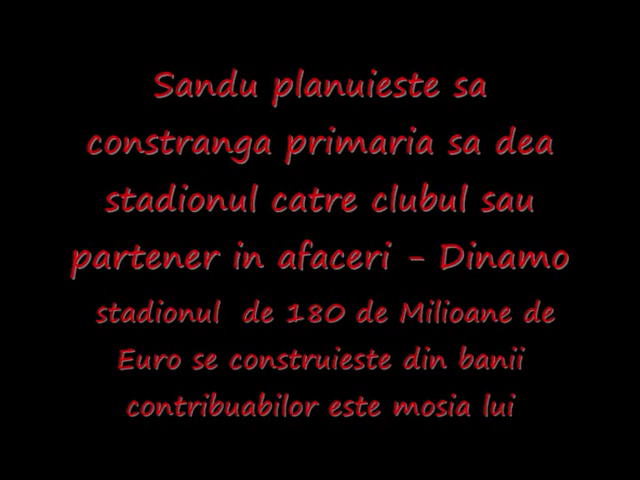 Sandu planuieste sa
constranga primaria sa dea
stadionul catre clubul sau
partener in afaceri - Dinamo
stadionul de 180 de Milioane de
Euro se construieste din banii
contribuabilor este mosia lui